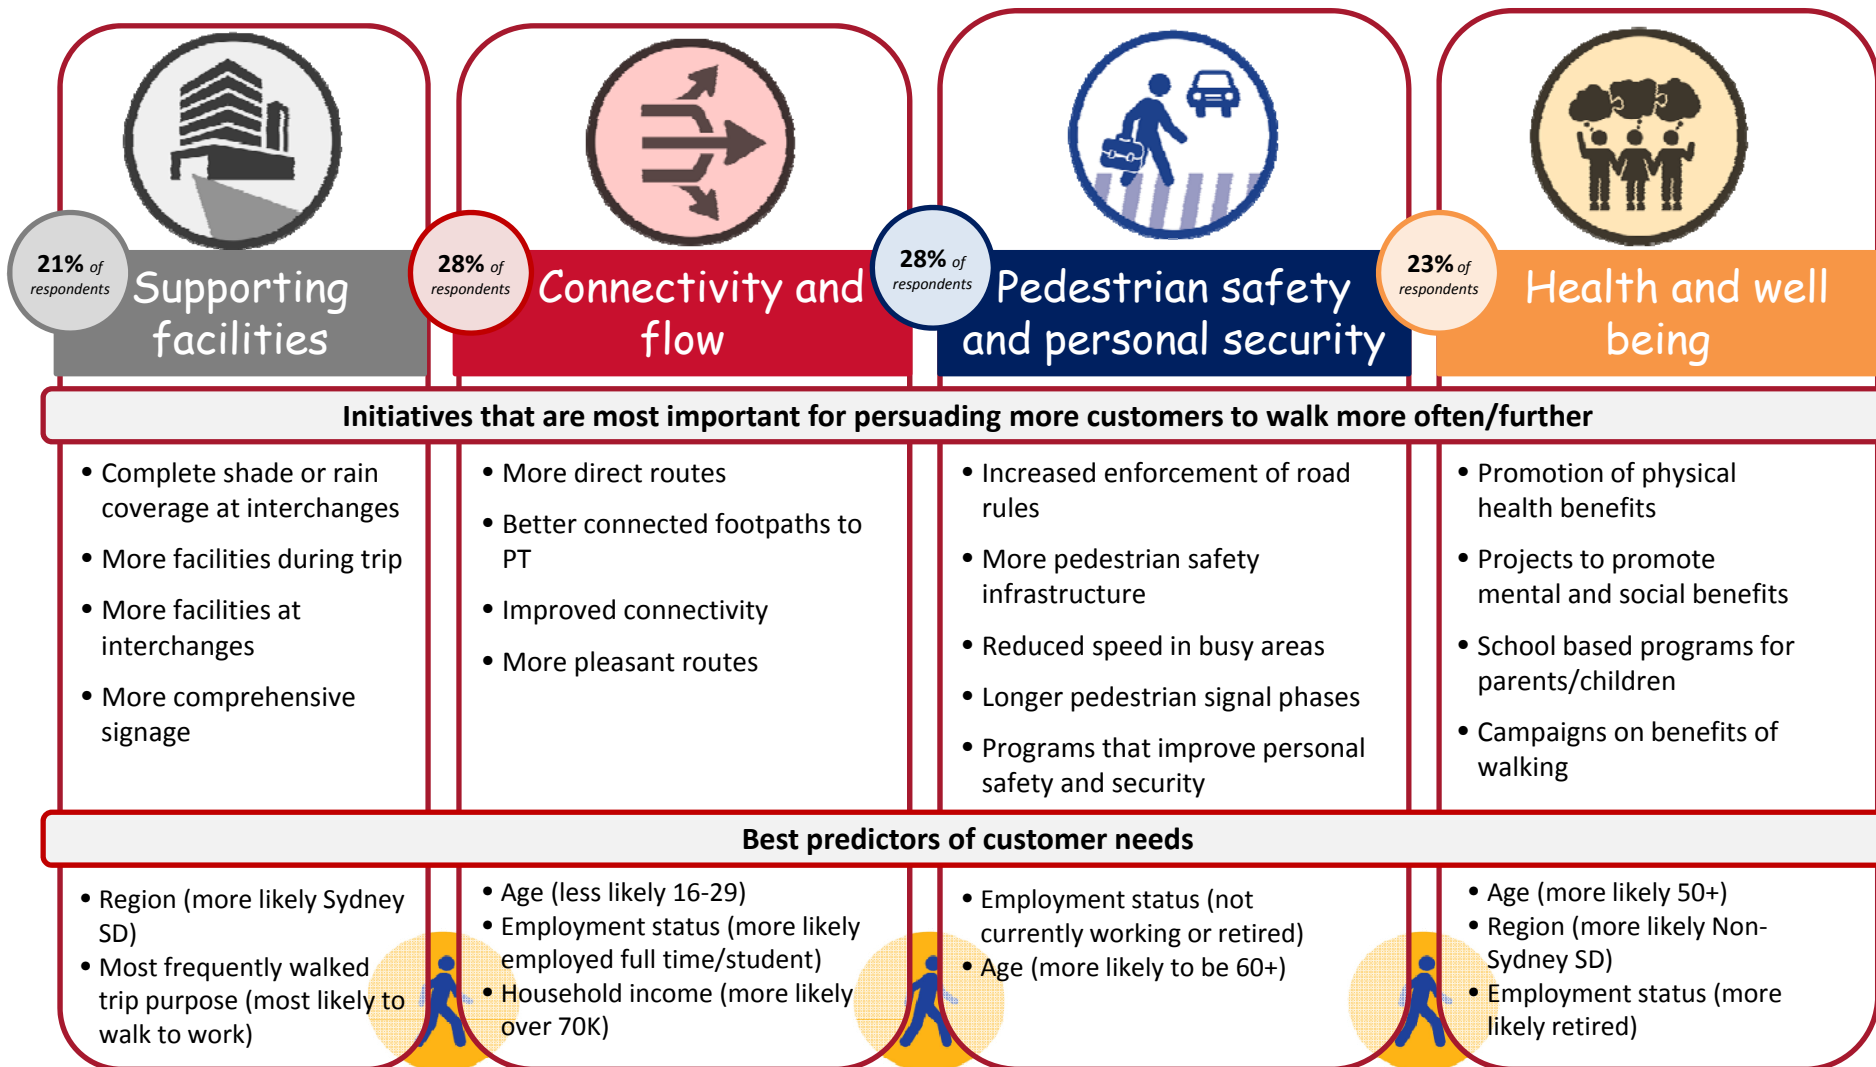 21% of
respondents
Supporting
facilities
28% of
respondents
Connectivity and
flow
28% of
respondents
Pedestrian safety
and personal security
23% of
respondents
Health and well
being
Initiatives that are most important for persuading more customers to walk more often/further
• Complete shade or rain
coverage at interchanges
• More facilities during trip
• More facilities at
interchanges
• More comprehensive
signage
• More direct routes
• Better connected footpaths to
PT
• Improved connectivity
• More pleasant routes
• Increased enforcement of road
rules
• More pedestrian safety
infrastructure
• Reduced speed in busy areas
• Longer pedestrian signal phases
• Programs that improve personal
safety and security
• Promotion of physical
health benefits
• Projects to promote
mental and social benefits
• School based programs for
parents/children
• Campaigns on benefits of
walking
Best predictors of customer needs
• Region (more likely Sydney
SD)
• Most frequently walked
trip purpose (most likely to
walk to work)
• Age (less likely 16-29)
• Employment status (more likely
employed full time/student)
• Household income (more likely
over 70K)
• Employment status (not
currently working or retired)
• Age (more likely to be 60+)
• Age (more likely 50+)
• Region (more likely Non-
Sydney SD)
• Employment status (more
likely retired)